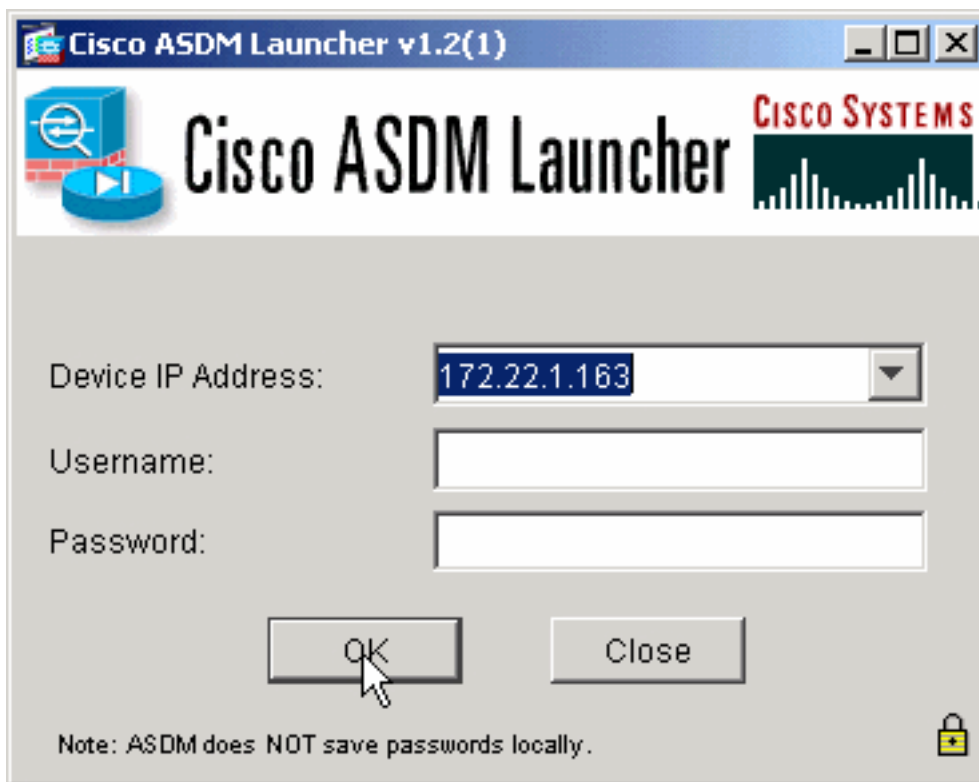 Cisco ASDM Launcher v1.2(1)
Cisco ASDM Launcher
CISCO SYSTEMS
Device IP Address:
172.22.1.163
Username:
Password:
OK
Close
Note: ASDM does NOT save passwords locally.